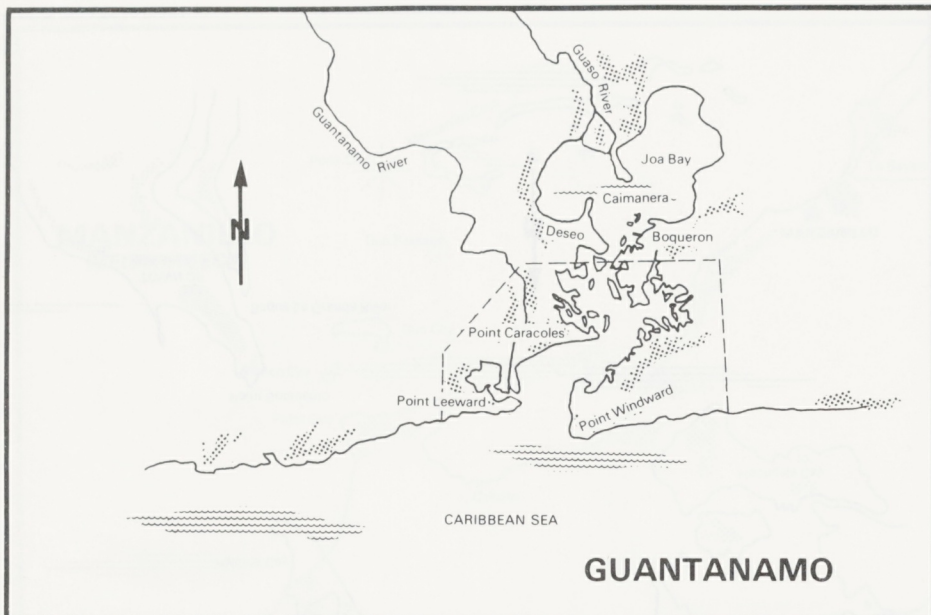 Guaso River
Guantanamo
River
Joa Bay
N
Caimanera
Deseo
Boqueron
Point Caracoles
Point Leeward
Point Windward
CARIBBEAN SEA
GUANTANAMO